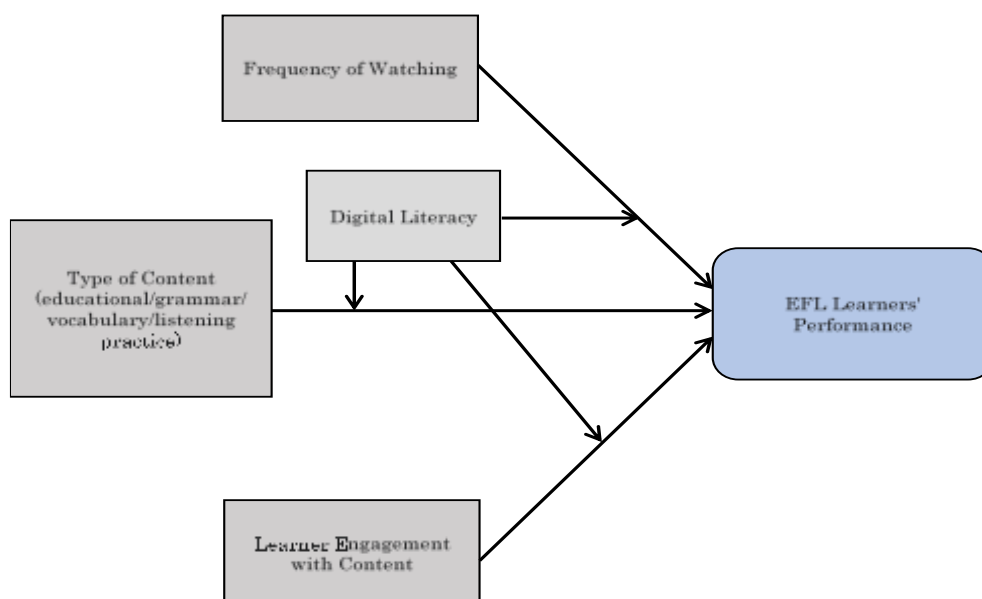 Frequency of Watching
Digital Literacy
Type of Content
(educational/grammar/
vocabulary/listening
practice)
EFL Learners'
Performance
Learner Engagement
with Content